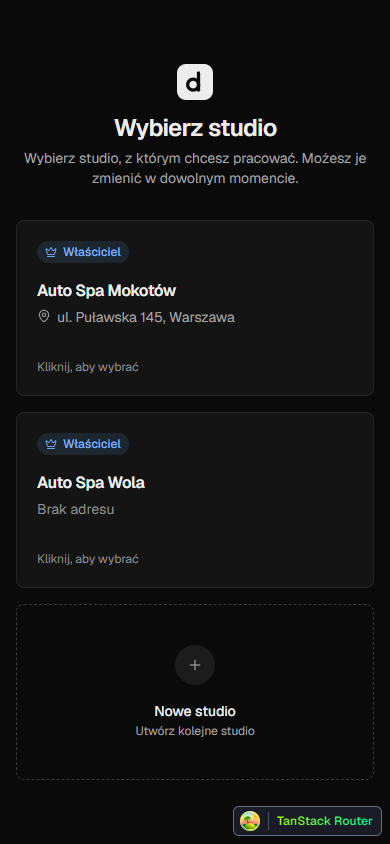 d
Wybierz studio
Wybierz studio, z którym chcesz pracować. Możesz je
zmienić w dowolnym momencie.
Właściciel
Auto Spa Mokotów
ul. Puławska 145, Warszawa
Kliknij, aby wybrać
Właściciel
Auto Spa Wola
Brak adresu
Kliknij, aby wybrać
Nowe studio
Utwórz kolejne studio
TanStack Router